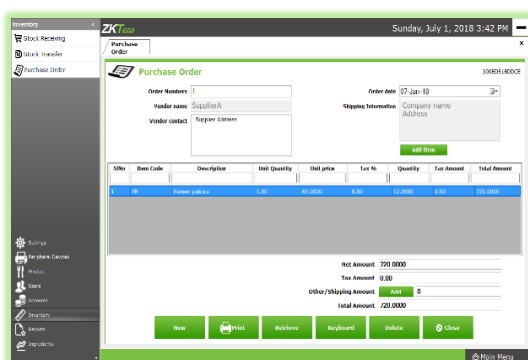 Inventory
ZKTeco
Sunday, July 1, 2018 3:42 PM
Stock Receiving
Stock Transfer
Purchase Order
Purchase
Order
x
Purchase Order
Order Numbers 1
Order date 07-Jan-18
Vendor name SupplierA
Shipping Information Company name
Address
Vendor contact Supplier Address
Add Item
SlNo Item Code Description Unit Quantity Unit price Tax % Quantity Tax Amount Total Amount
1 PP Paneer pakora 1.00 60.0000 0.00 12.0000 0.00 720.0000
Net Amount 720.0000
Tax Amount 0.00
Other/Shipping Amount Add 0
Total Amount 720.0000
New Print Retrieve Keyboard Delete Close
Settings
Peripheral Devices
Product
Users
Accounts
Inventory
Reports
Ingredients
Main Menu